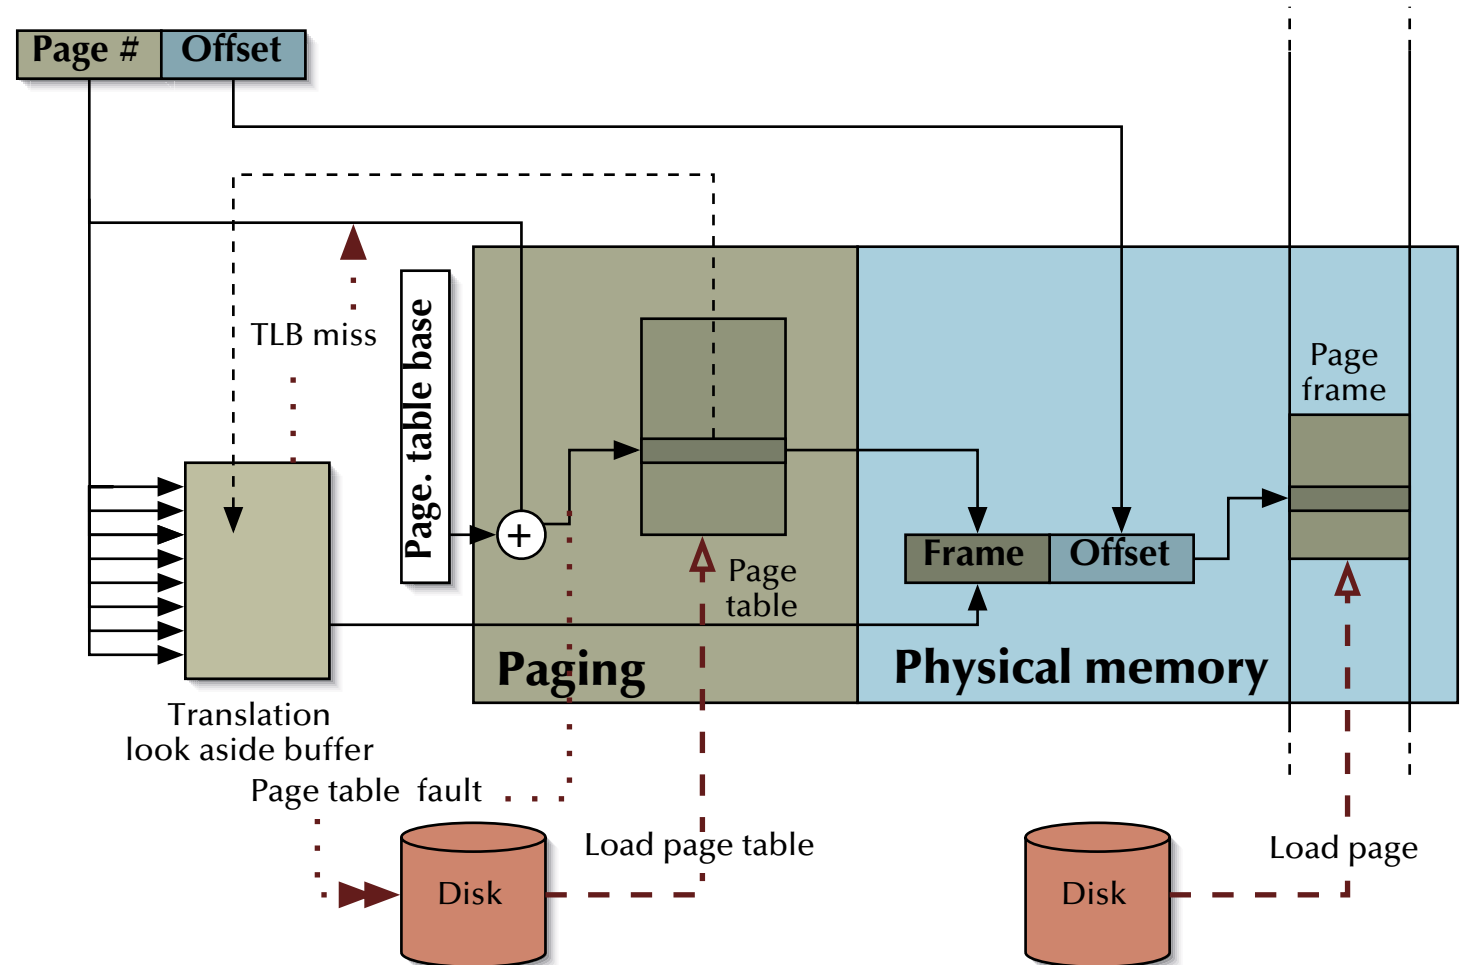 Page #
Offset
TLB miss
Page. table base
Page
frame
+
Frame
Offset
Page
table
Paging
Physical memory
Translation
look aside buffer
Page table fault
Load page table
Load page
Disk
Disk